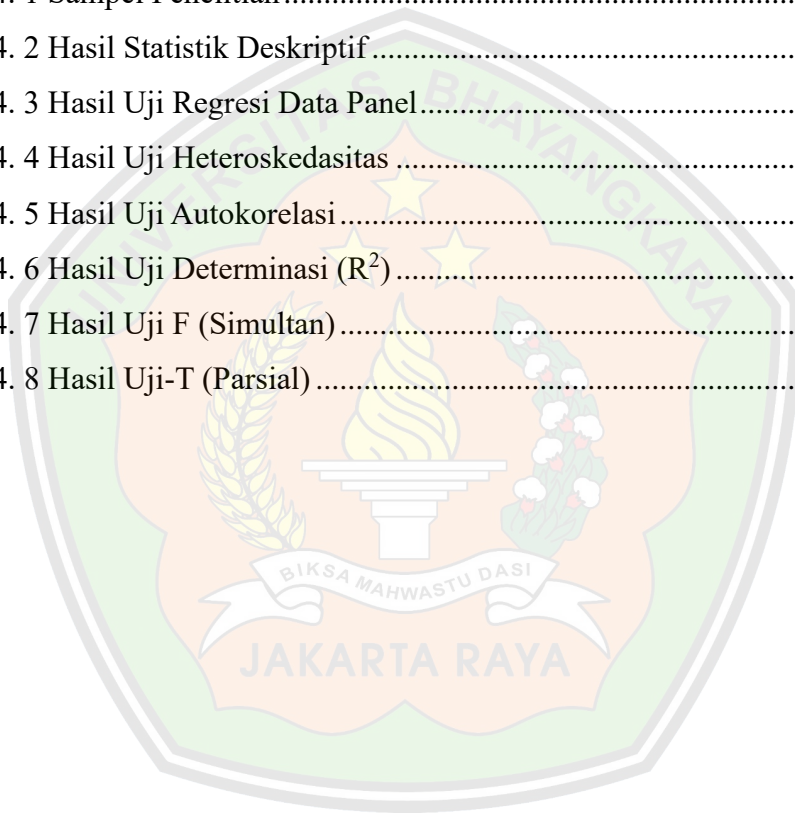 4. 2 Hasil Statistik Deskriptif
4. 3 Hasil Uji Regresi Data Panel
4. 4 Hasil Uji Heteroskedasitas
4. 5 Hasil Uji Autokorelasi
4. 6 Hasil Uji Determinasi (R²)
4. 7 Hasil Uji F (Simultan)
4. 8 Hasil Uji-T (Parsial)
UNIVERSITAS BHAYANGKARA
BIKSA MAHWASTU DASI
JAKARTA RAYA